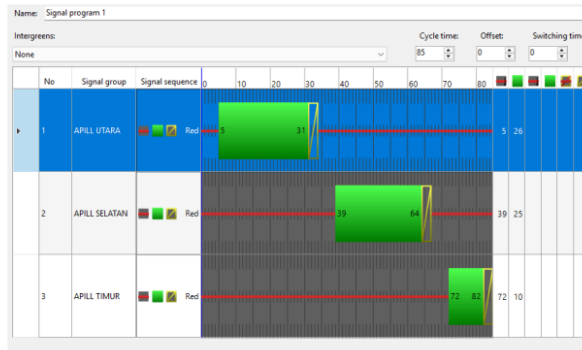 Name: Signal program 1
Intergreens: Cycle time: Offset: Switching time
None 85 0 0
No Signal group Signal sequence 0 10 20 30 40 50 60 70 80
1 APILL UTARA Red 5 31 5 26
2 APILL SELATAN Red 39 64 39 25
3 APILL TIMUR Red 72 82 72 10